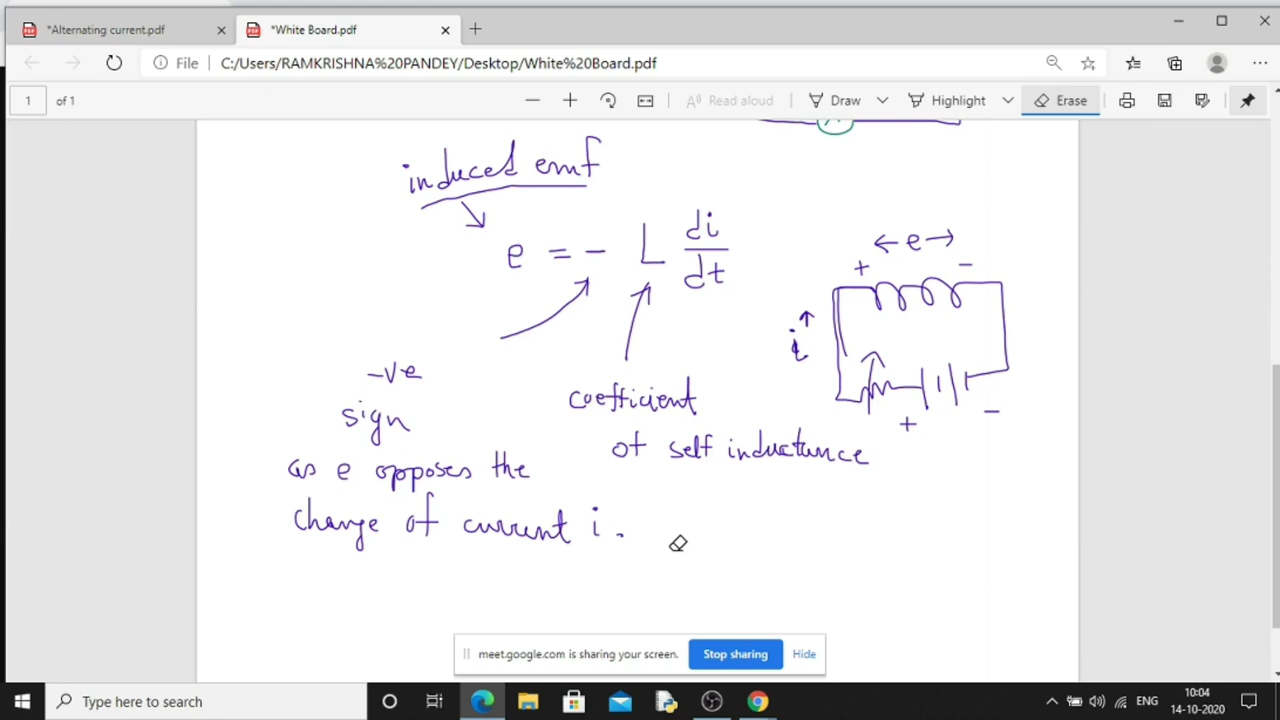 *Alternating current.pdf
*White Board.pdf
File
C:/Users/RAMKRISHNA%20PANDEY/Desktop/White%20Board.pdf
1 of 1
Read aloud
Draw
Highlight
Erase
induced emf
e = - L di/dt
← e →
+ -
i
-ve
sign
as e opposes the
change of current i.
coefficient
of self inductance
+ -
meet.google.com is sharing your screen.
Stop sharing
Hide
Type here to search
ENG
10:04
14-10-2020